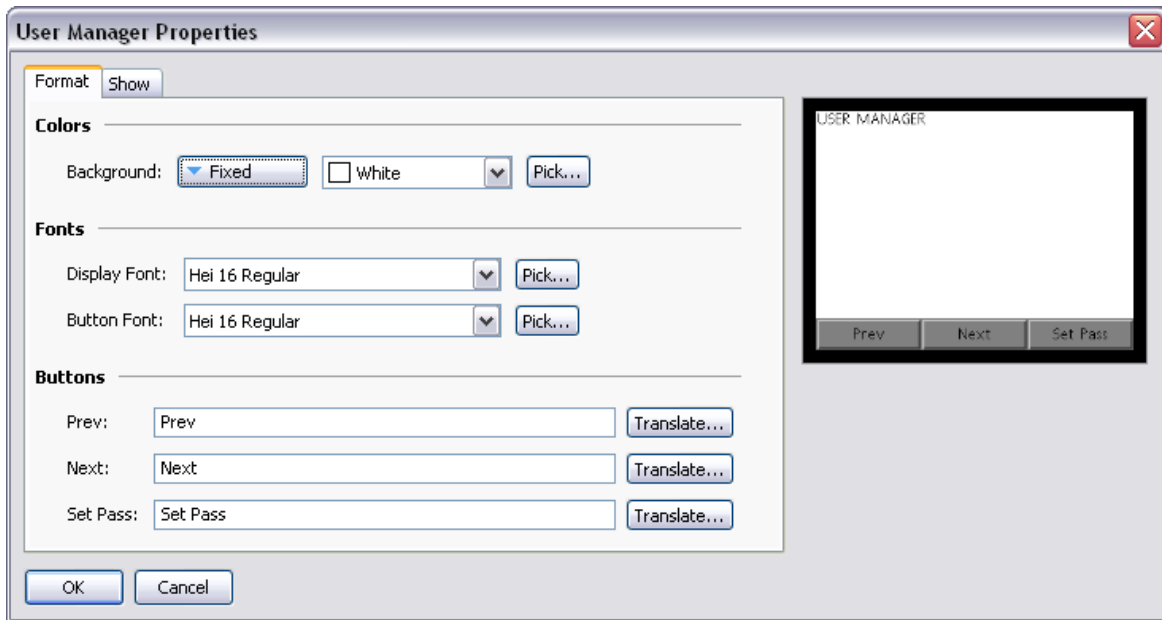 User Manager Properties
Format Show
Colors
Background: Fixed White Pick...
Fonts
Display Font: Hei 16 Regular Pick...
Button Font: Hei 16 Regular Pick...
Buttons
Prev: Prev Translate...
Next: Next Translate...
Set Pass: Set Pass Translate...
OK Cancel
USER MANAGER
Prev Next Set Pass